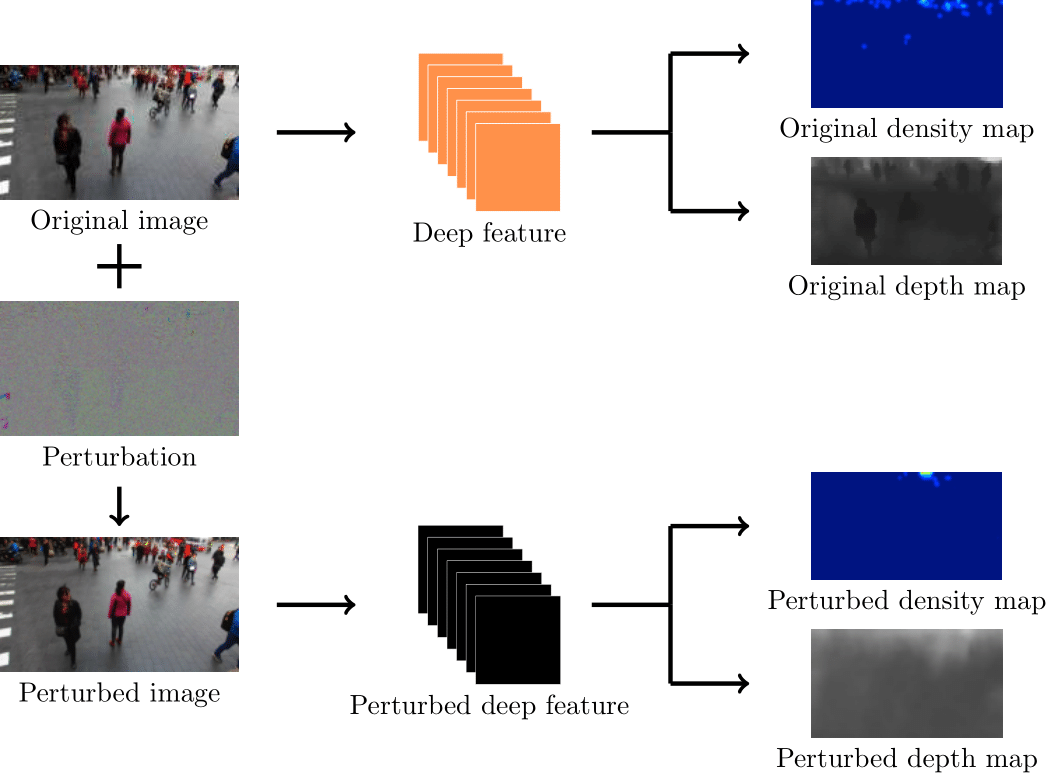 Original image
Perturbation
Perturbed image
Deep feature
Perturbed deep feature
Original density map
Original depth map
Perturbed density map
Perturbed depth map